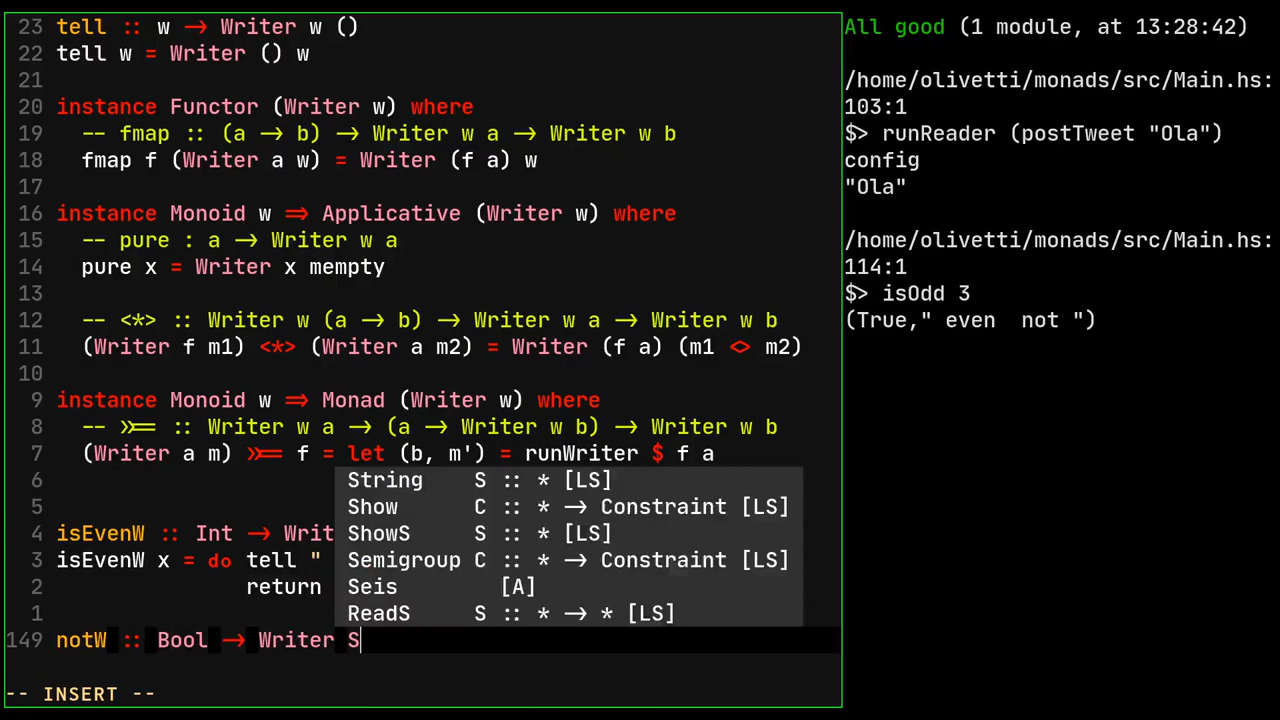 23 tell :: w -> Writer w ()
22 tell w = Writer () w
21
20 instance Functor (Writer w) where
19 -- fmap :: (a -> b) -> Writer w a -> Writer w b
18 fmap f (Writer a w) = Writer (f a) w
17
16 instance Monoid w => Applicative (Writer w) where
15 -- pure : a -> Writer w a
14 pure x = Writer x mempty
13
12 -- <*> :: Writer w (a -> b) -> Writer w a -> Writer w b
11 (Writer f m1) <*> (Writer a m2) = Writer (f a) (m1 <> m2)
10
9 instance Monoid w => Monad (Writer w) where
8 -- >>= :: Writer w a -> (a -> Writer w b) -> Writer w b
7 (Writer a m) >>= f = let (b, m') = runWriter $ f a
6
5
4 isEvenW :: Int -> Writ
3 isEvenW x = do tell "
2 return
1
149 notW :: Bool -> Writer S
String S :: * [LS]
Show C :: * -> Constraint [LS]
ShowS S :: * [LS]
Semigroup C :: * -> Constraint [LS]
Seis [A]
ReadS S :: * -> * [LS]
-- INSERT --
All good (1 module, at 13:28:42)
/home/olivetti/monads/src/Main.hs:
103:1
$> runReader (postTweet "Ola")
config
"Ola"
/home/olivetti/monads/src/Main.hs:
114:1
$> isOdd 3
(True," even  not ")